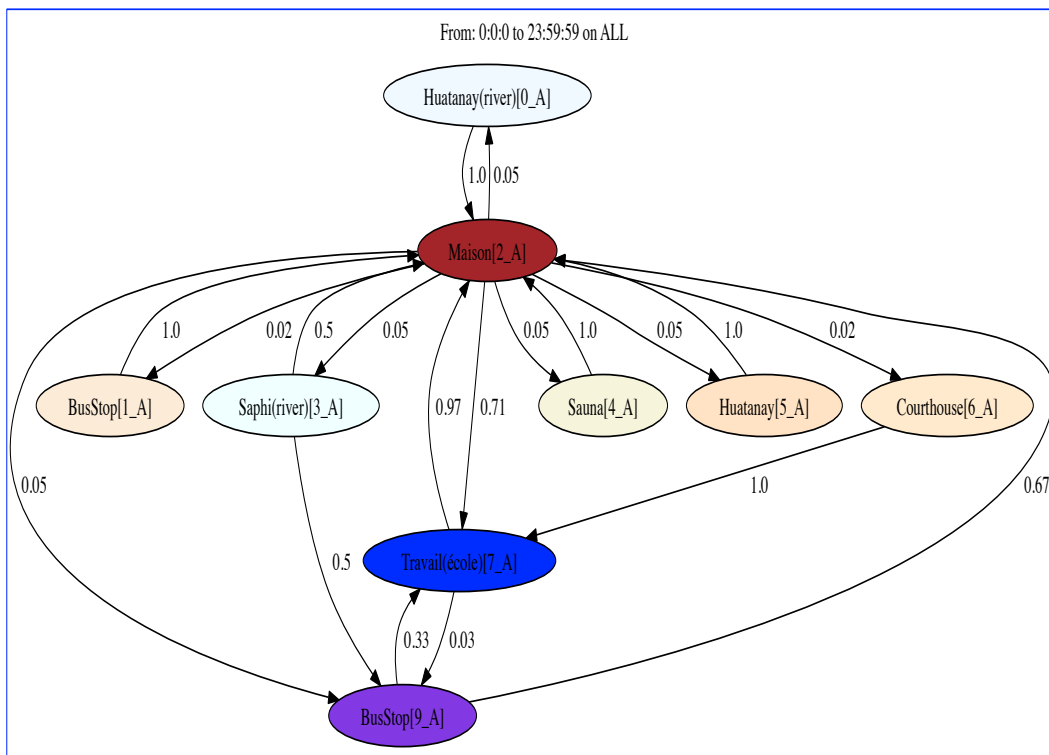 From: 0:0:0 to 23:59:59 on ALL
Huatanay(river)[0_A]
1.0 0.05
Maison[2_A]
1.0 0.02 0.5 0.05 0.05 1.0 0.05 1.0 0.02
BusStop[1_A] Saphi(river)[3_A] 0.97 0.71 Sauna[4_A] Huatanay[5_A] Courthouse[6_A]
0.05 1.0 0.67
0.5 Travail(école)[7_A]
0.33 0.03
BusStop[9_A]